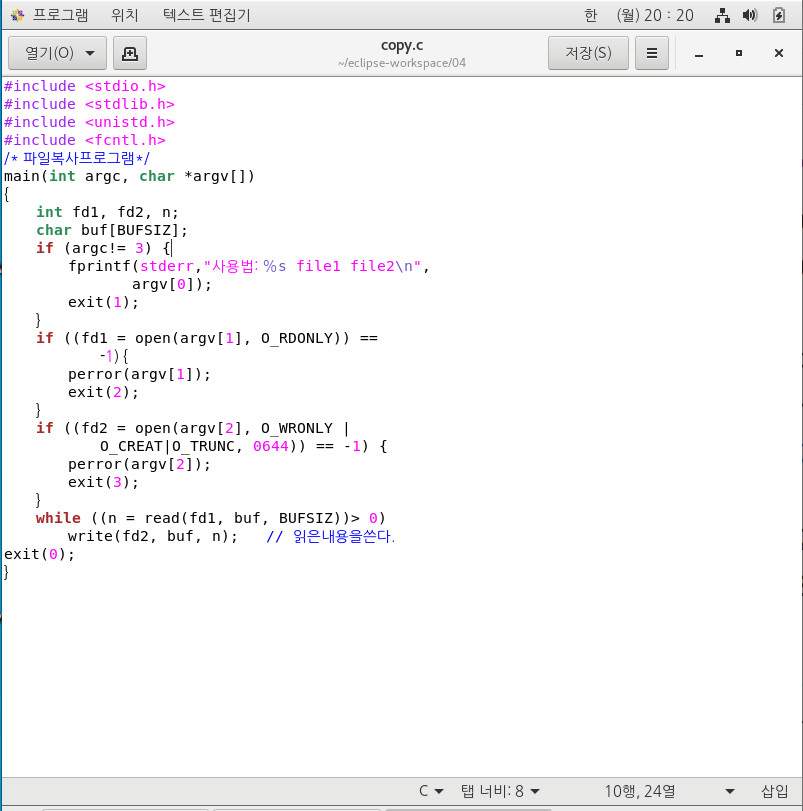 프로그램 위치 텍스트 편집기 한 (월) 20 : 20
열기(O) copy.c 저장(S)
~/eclipse-workspace/04
#include <stdio.h>
#include <stdlib.h>
#include <unistd.h>
#include <fcntl.h>
/* 파일복사프로그램*/
main(int argc, char *argv[])
{
    int fd1, fd2, n;
    char buf[BUFSIZ];
    if (argc!= 3) {
        fprintf(stderr,"사용법: %s file1 file2\n",
                argv[0]);
        exit(1);
    }
    if ((fd1 = open(argv[1], O_RDONLY)) ==
            -1){
        perror(argv[1]);
        exit(2);
    }
    if ((fd2 = open(argv[2], O_WRONLY |
            O_CREAT|O_TRUNC, 0644)) == -1) {
        perror(argv[2]);
        exit(3);
    }
    while ((n = read(fd1, buf, BUFSIZ))> 0)
        write(fd2, buf, n);   // 읽은내용을쓴다.
exit(0);
}
C 탭 너비: 8 10행, 24열 삽입